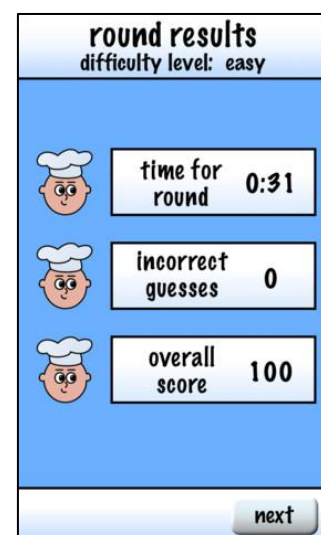 round results
difficulty level: easy
time for
round
0:31
incorrect
guesses
0
overall
score
100
next